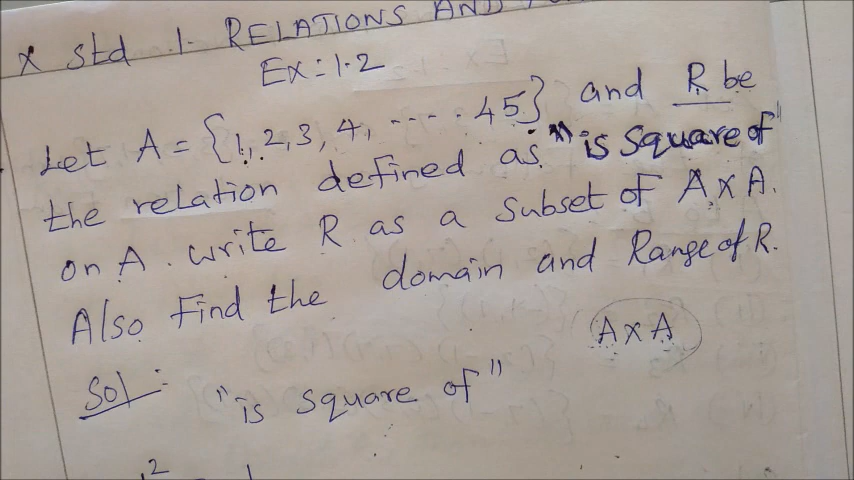 X Std 1. RELATIONS AND
Ex: 1.2
Let A = {1, 2, 3, 4, ..... 45} and R be
the relation defined as "is square of"
on A. write R as a subset of A x A.
Also find the domain and Range of R.
A x A
Sol: "is square of"